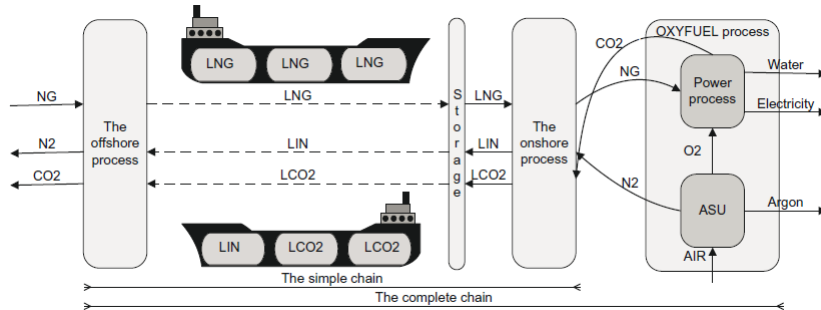 OXYFUEL process
LNG LNG LNG
CO2
Water
NG
NG
LNG
LNG
Power
process
Electricity
The
offshore
process
Storage
The
onshore
process
N2
LIN
LIN
O2
CO2
LCO2
LCO2
N2
ASU
Argon
LIN LCO2 LCO2
AIR
The simple chain
The complete chain